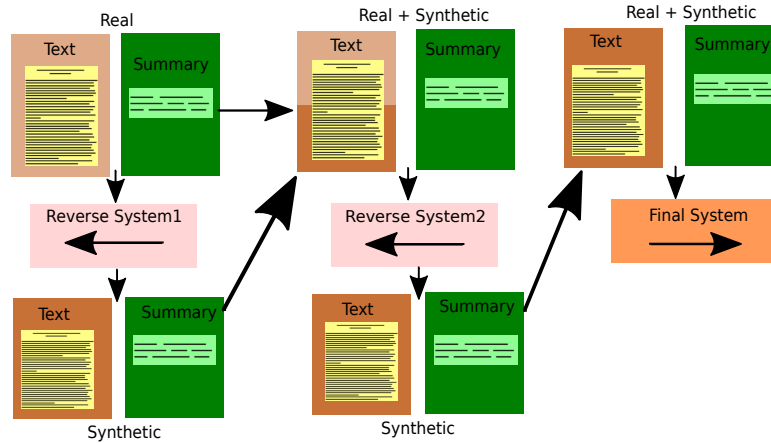 Real
Text
Summary
Reverse System1
Text
Summary
Synthetic
Real + Synthetic
Text
Summary
Reverse System2
Text
Summary
Synthetic
Real + Synthetic
Text
Summary
Final System